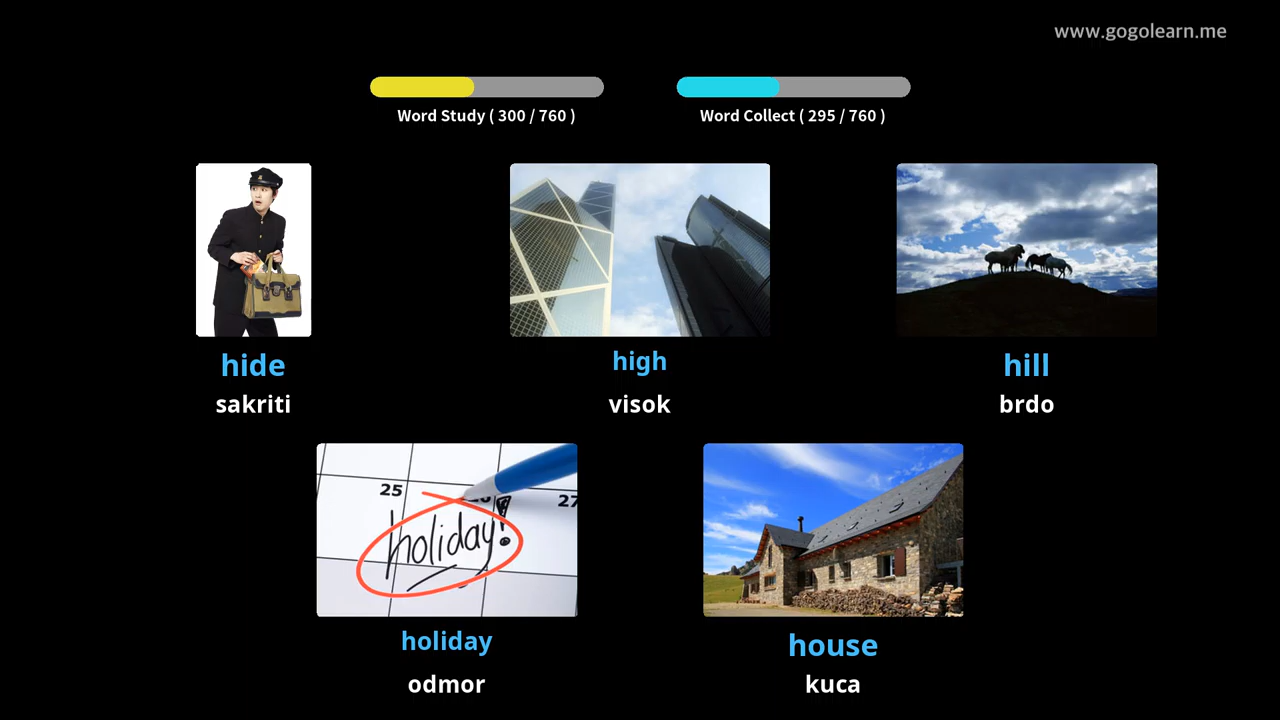 www.gogolearn.me
Word Study ( 300 / 760 )
Word Collect ( 295 / 760 )
hide
sakriti
high
visok
hill
brdo
25
27
holiday!
holiday
odmor
house
kuca